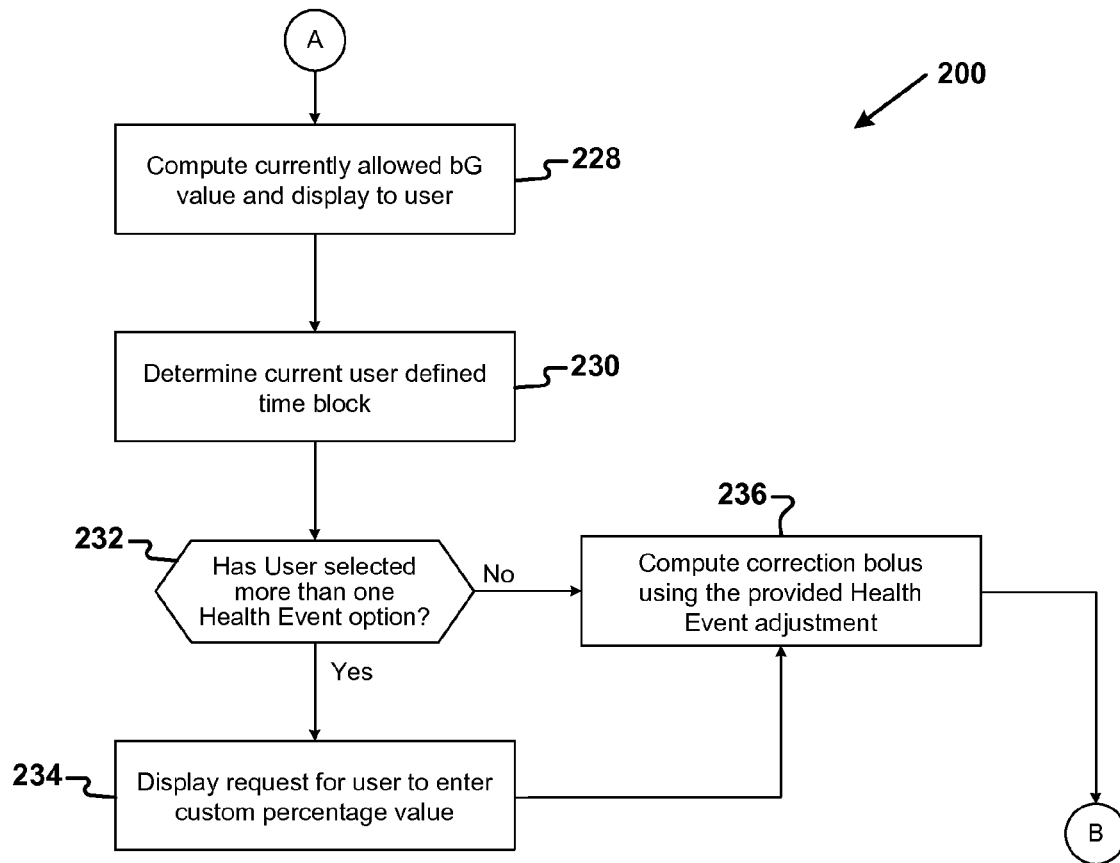 A
200
Compute currently allowed bG
value and display to user
228
Determine current user defined
time block
230
232
Has User selected
more than one
Health Event option?
No
Yes
236
Compute correction bolus
using the provided Health
Event adjustment
234
Display request for user to enter
custom percentage value
B